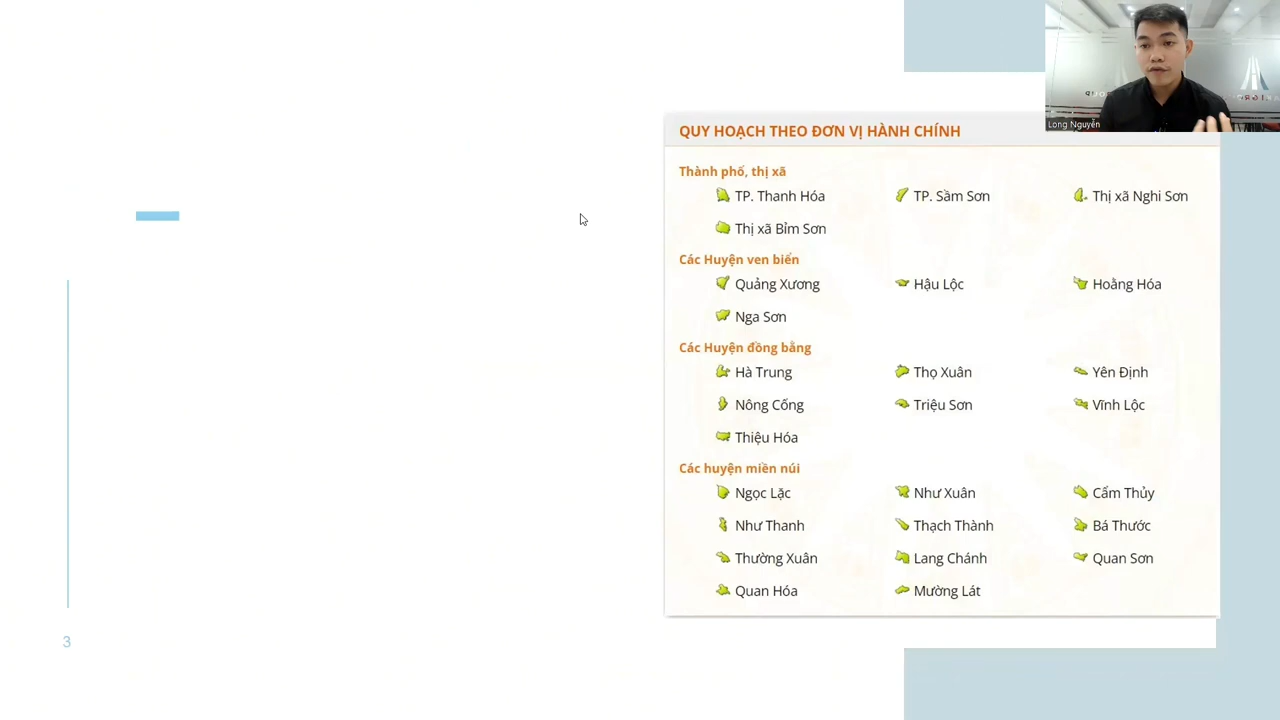 QUY HOẠCH THEO ĐƠN VỊ HÀNH CHÍNH
Thành phố, thị xã
TP. Thanh Hóa TP. Sầm Sơn Thị xã Nghi Sơn
Thị xã Bỉm Sơn
Các Huyện ven biển
Quảng Xương Hậu Lộc Hoằng Hóa
Nga Sơn
Các Huyện đồng bằng
Hà Trung Thọ Xuân Yên Định
Nông Cống Triệu Sơn Vĩnh Lộc
Thiệu Hóa
Các huyện miền núi
Ngọc Lặc Như Xuân Cẩm Thủy
Như Thanh Thạch Thành Bá Thước
Thường Xuân Lang Chánh Quan Sơn
Quan Hóa Mường Lát
3
Long Nguyễn